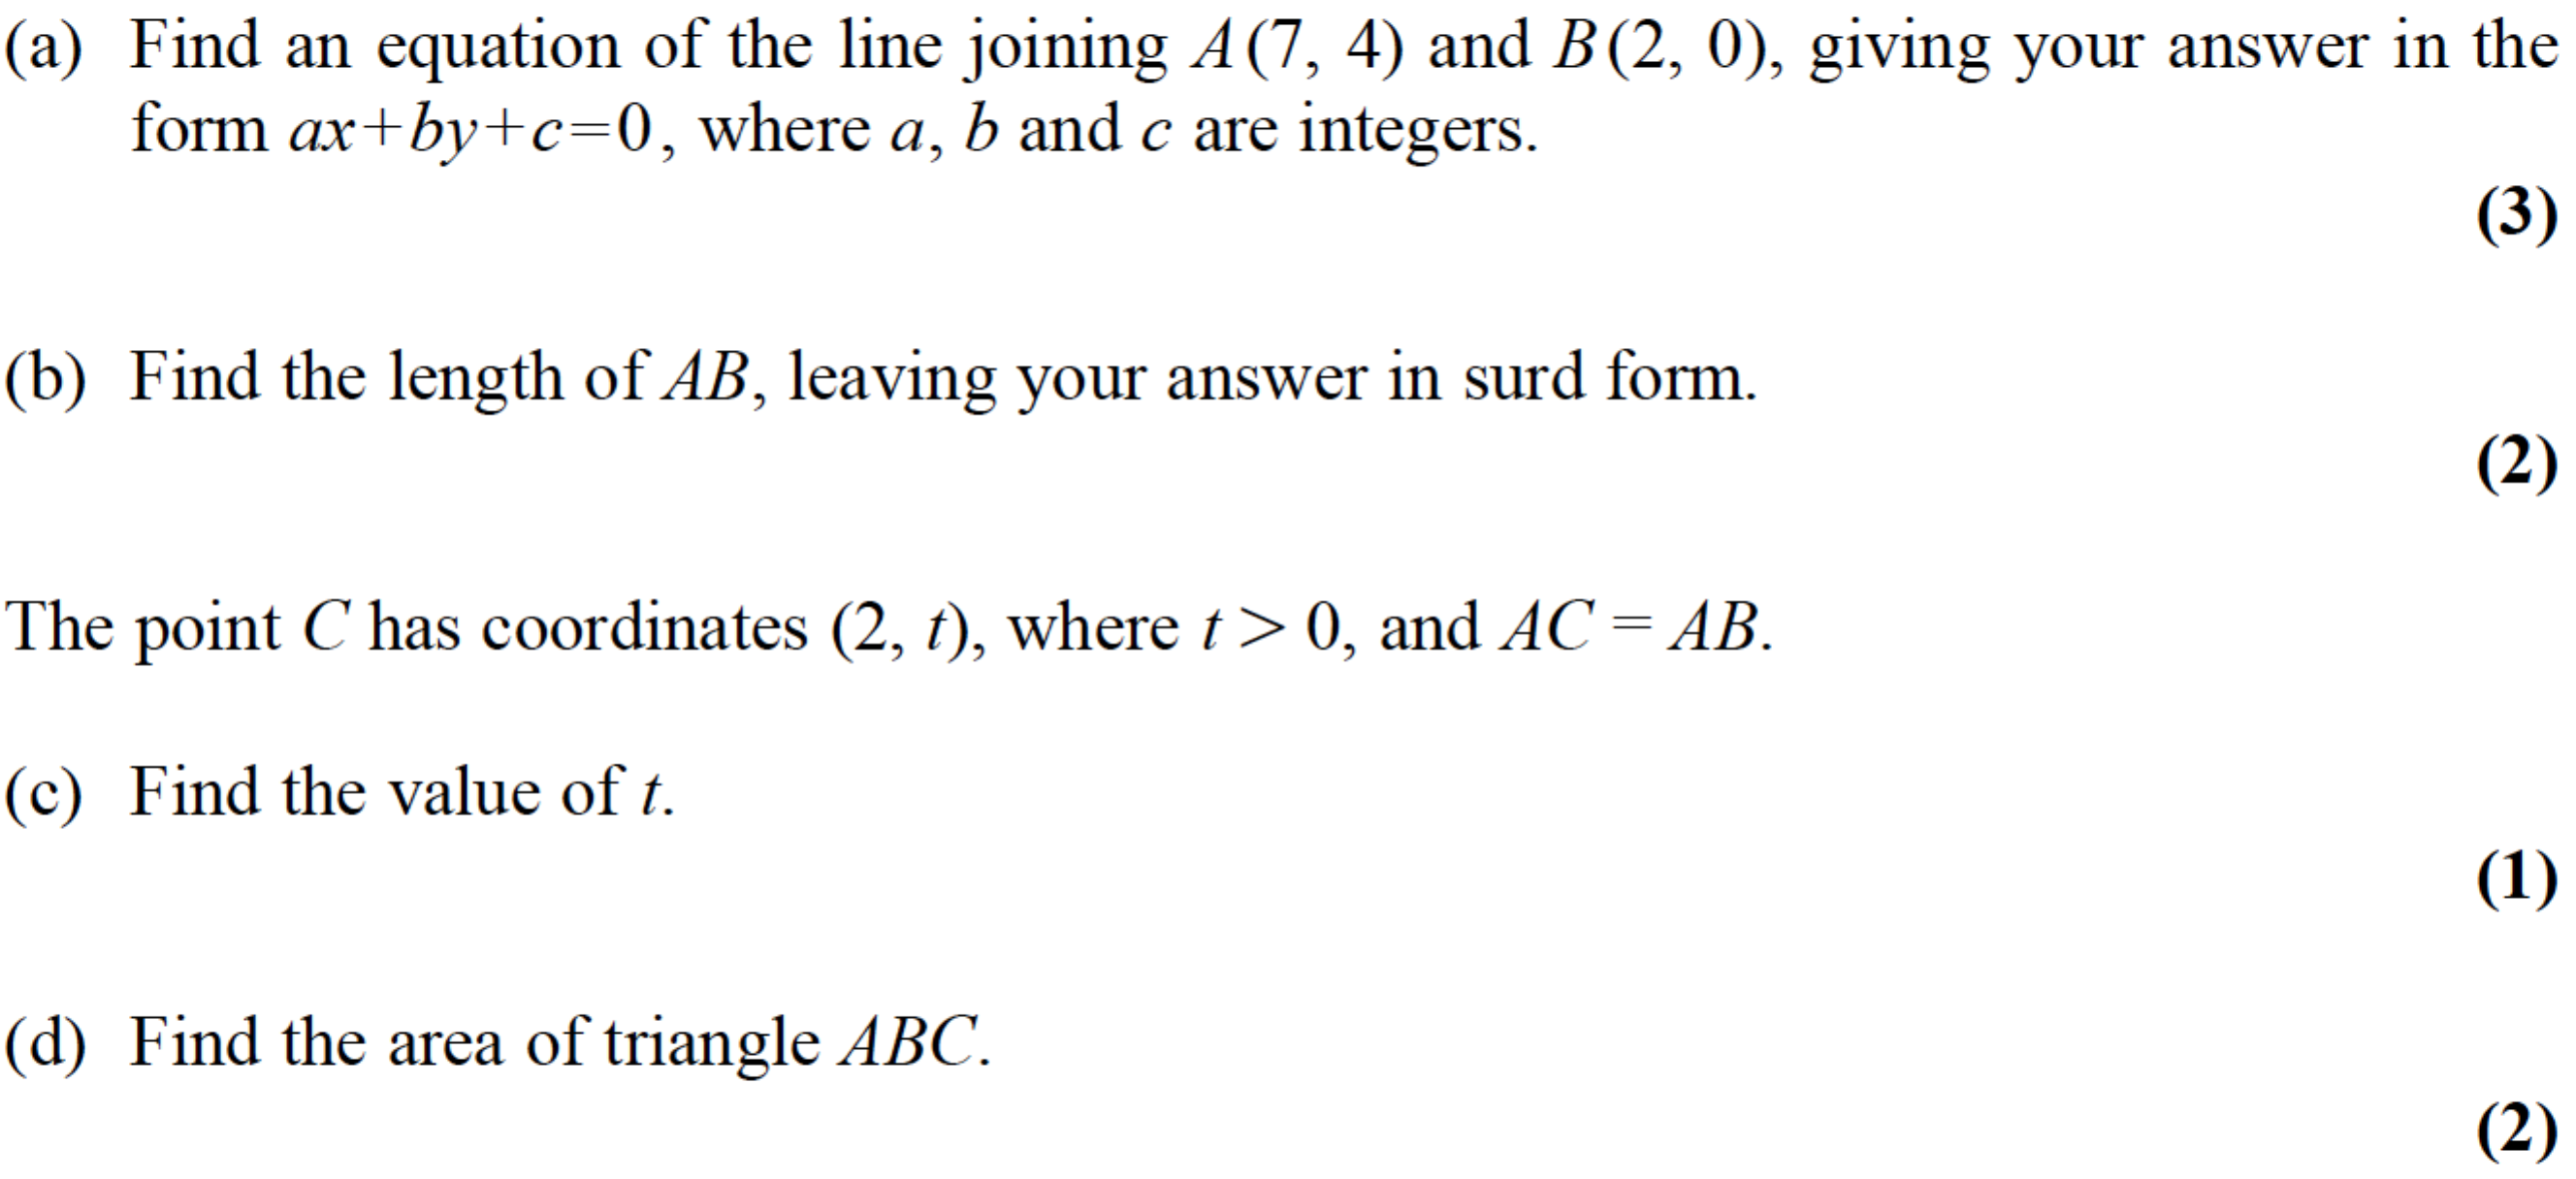 (a) Find an equation of the line joining A(7, 4) and B(2, 0), giving your answer in the
form ax+by+c=0, where a, b and c are integers.
(3)
(b) Find the length of AB, leaving your answer in surd form.
(2)
The point C has coordinates (2, t), where t > 0, and AC = AB.
(c) Find the value of t.
(1)
(d) Find the area of triangle ABC.
(2)